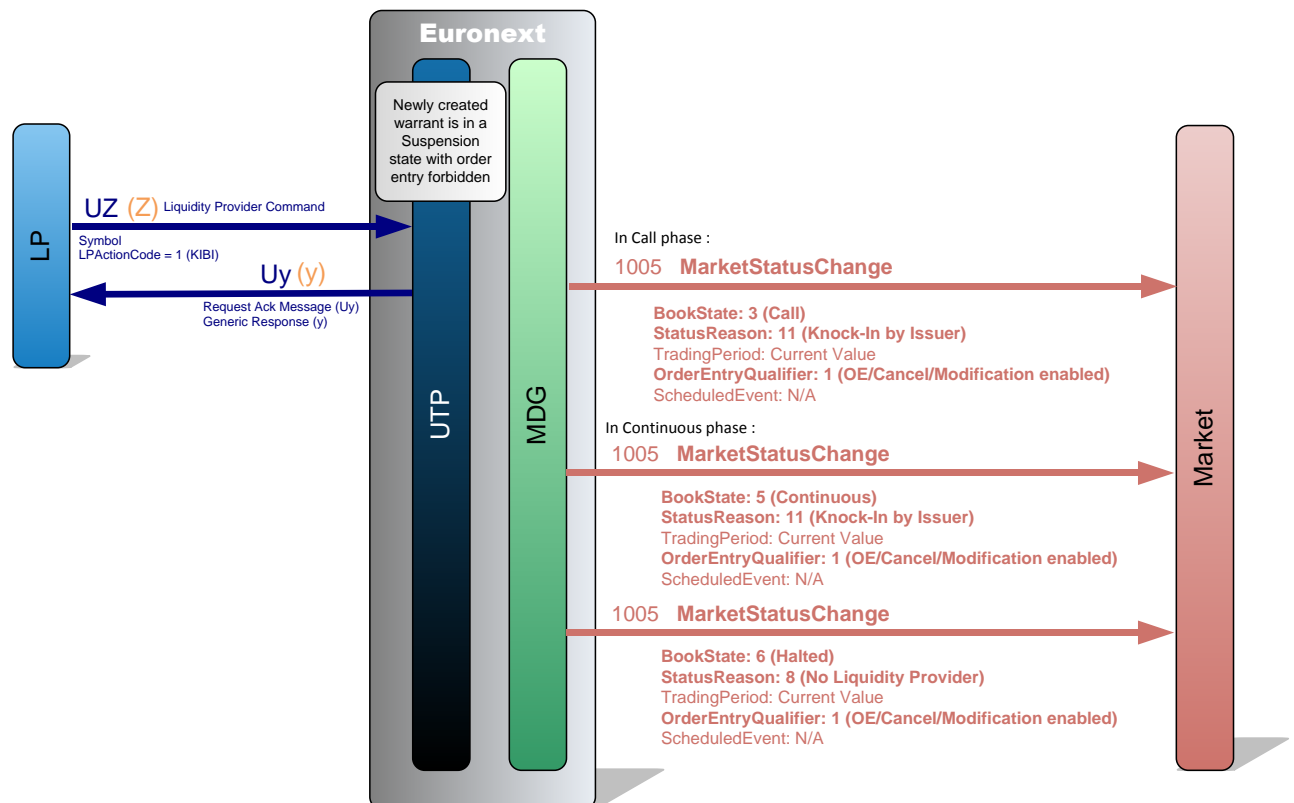 Euronext
Newly created
warrant is in a
Suspension
state with order
entry forbidden
LP
UZ (Z) Liquidity Provider Command
Symbol
LPActionCode = 1 (KIBI)
Uy (y)
Request Ack Message (Uy)
Generic Response (y)
UTP
MDG
In Call phase :
1005 MarketStatusChange
BookState: 3 (Call)
StatusReason: 11 (Knock-In by Issuer)
TradingPeriod: Current Value
OrderEntryQualifier: 1 (OE/Cancel/Modification enabled)
ScheduledEvent: N/A
In Continuous phase :
1005 MarketStatusChange
BookState: 5 (Continuous)
StatusReason: 11 (Knock-In by Issuer)
TradingPeriod: Current Value
OrderEntryQualifier: 1 (OE/Cancel/Modification enabled)
ScheduledEvent: N/A
1005 MarketStatusChange
BookState: 6 (Halted)
StatusReason: 8 (No Liquidity Provider)
TradingPeriod: Current Value
OrderEntryQualifier: 1 (OE/Cancel/Modification enabled)
ScheduledEvent: N/A
Market